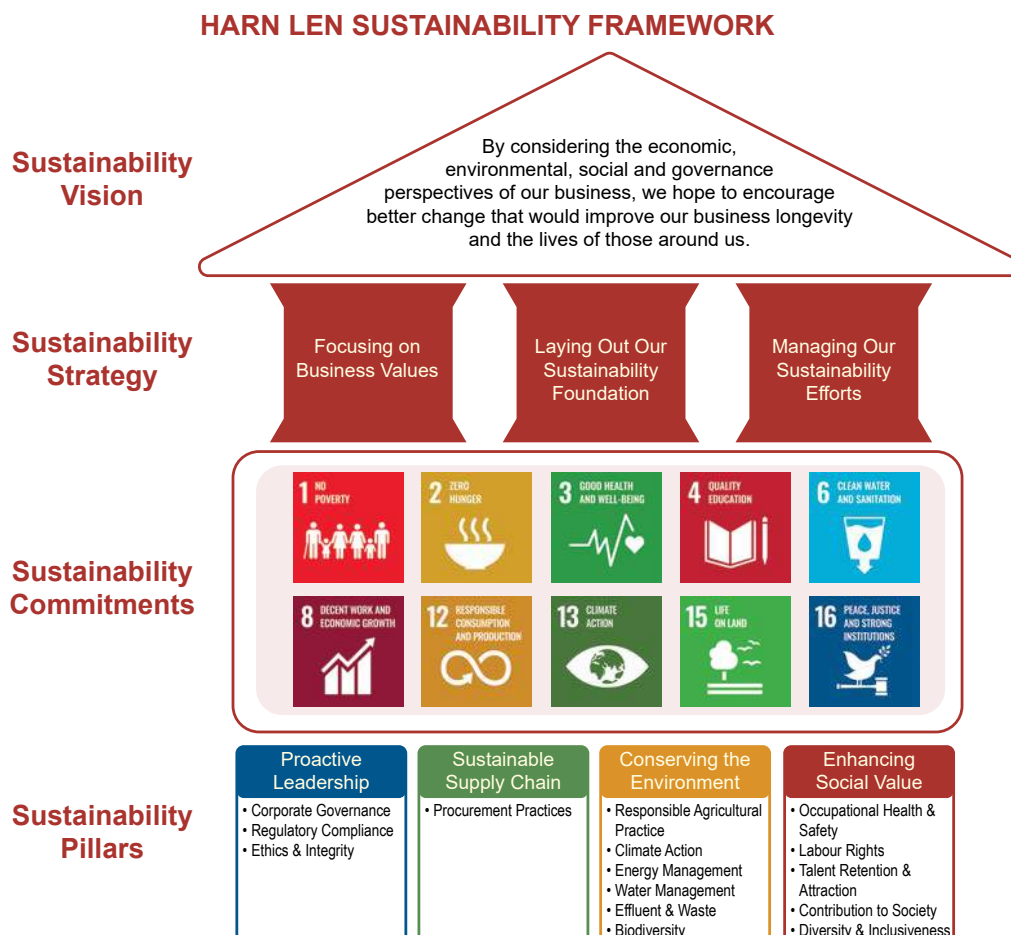 HARN LEN SUSTAINABILITY FRAMEWORK
Sustainability
Vision
By considering the economic,
environmental, social and governance
perspectives of our business, we hope to encourage
better change that would improve our business longevity
and the lives of those around us.
Sustainability
Strategy
Focusing on
Business Values
Laying Out Our
Sustainability
Foundation
Managing Our
Sustainability
Efforts
Sustainability
Commitments
1 NO
POVERTY
2 ZERO
HUNGER
3 GOOD HEALTH
AND WELL-BEING
4 QUALITY
EDUCATION
6 CLEAN WATER
AND SANITATION
8 DECENT WORK AND
ECONOMIC GROWTH
12 RESPONSIBLE
CONSUMPTION
AND PRODUCTION
13 CLIMATE
ACTION
15 LIFE
ON LAND
16 PEACE, JUSTICE
AND STRONG
INSTITUTIONS
Sustainability
Pillars
Proactive
Leadership
• Corporate Governance
• Regulatory Compliance
• Ethics & Integrity
Sustainable
Supply Chain
• Procurement Practices
Conserving the
Environment
• Responsible Agricultural
Practice
• Climate Action
• Energy Management
• Water Management
• Effluent & Waste
• Biodiversity
Enhancing
Social Value
• Occupational Health &
Safety
• Labour Rights
• Talent Retention &
Attraction
• Contribution to Society
• Diversity & Inclusiveness